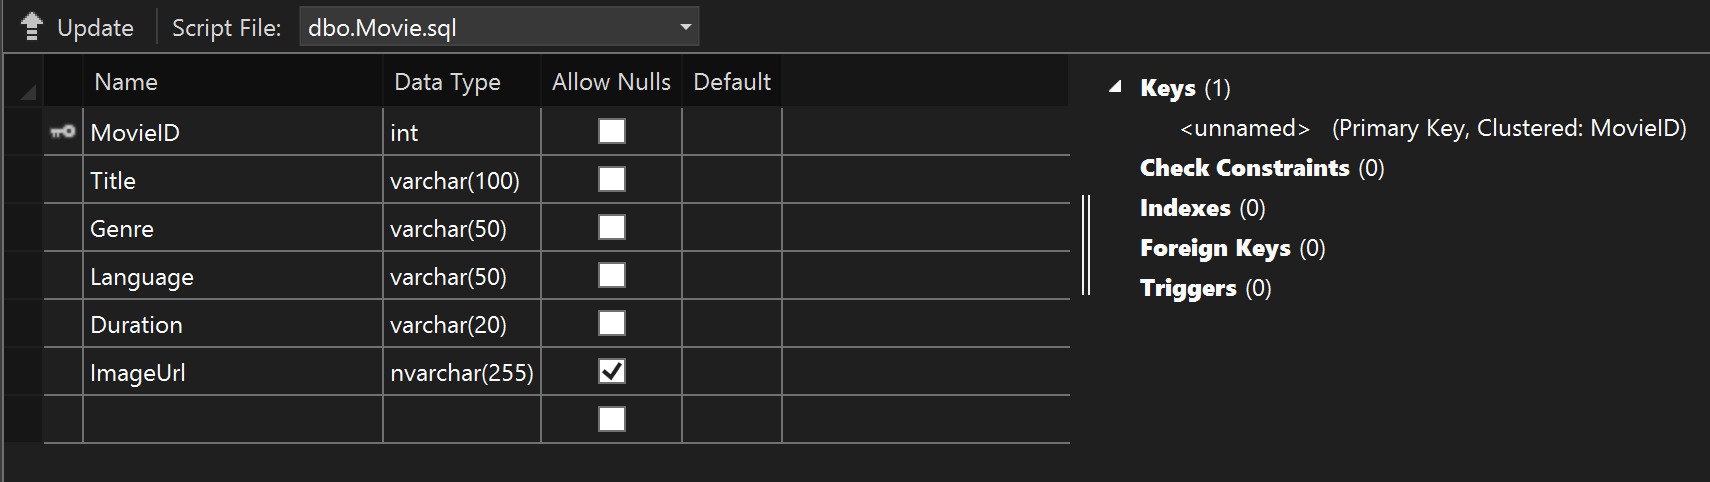 Update Script File: dbo.Movie.sql
Name Data Type Allow Nulls Default
MovieID int
Title varchar(100)
Genre varchar(50)
Language varchar(50)
Duration varchar(20)
ImageUrl nvarchar(255)
Keys (1)
<unnamed> (Primary Key, Clustered: MovieID)
Check Constraints (0)
Indexes (0)
Foreign Keys (0)
Triggers (0)